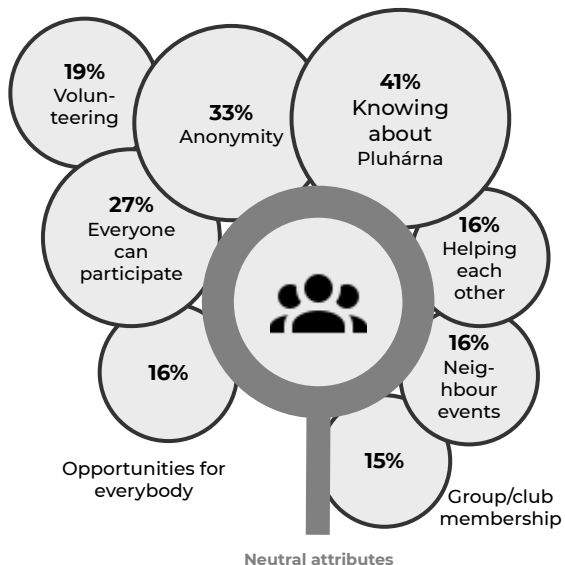 19%
Volun-
teering
33%
Anonymity
41%
Knowing
about
Pluhárna
27%
Everyone
can
participate
16%
Helping
each
other
16%
Neig-
hbour
events
16%
Opportunities for
everybody
15%
Group/club
membership
Neutral attributes